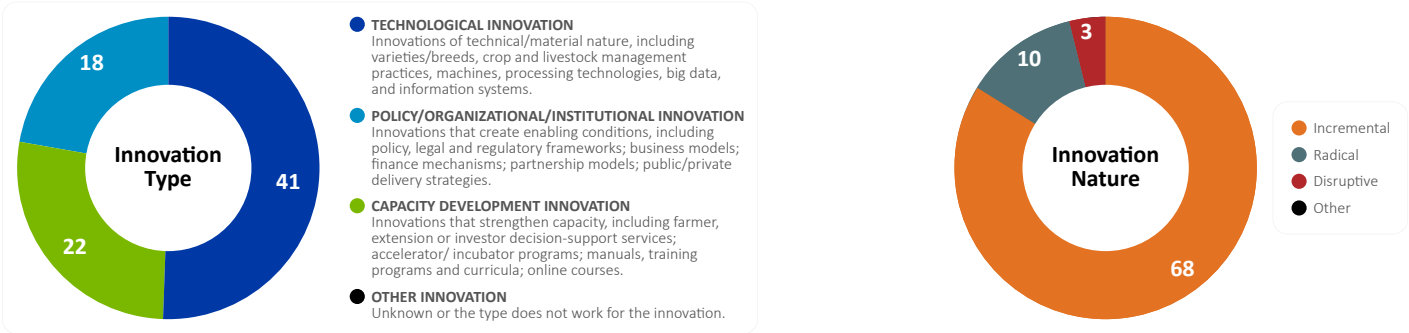 18
41
22
Innovation
Type
TECHNOLOGICAL INNOVATION
Innovations of technical/material nature, including
varieties/breeds, crop and livestock management
practices, machines, processing technologies, big data,
and information systems.
POLICY/ORGANIZATIONAL/INSTITUTIONAL INNOVATION
Innovations that create enabling conditions, including
policy, legal and regulatory frameworks; business models;
finance mechanisms; partnership models; public/private
delivery strategies.
CAPACITY DEVELOPMENT INNOVATION
Innovations that strengthen capacity, including farmer,
extension or investor decision-support services;
accelerator/ incubator programs; manuals, training
programs and curricula; online courses.
OTHER INNOVATION
Unknown or the type does not work for the innovation.
3
10
68
Innovation
Nature
Incremental
Radical
Disruptive
Other